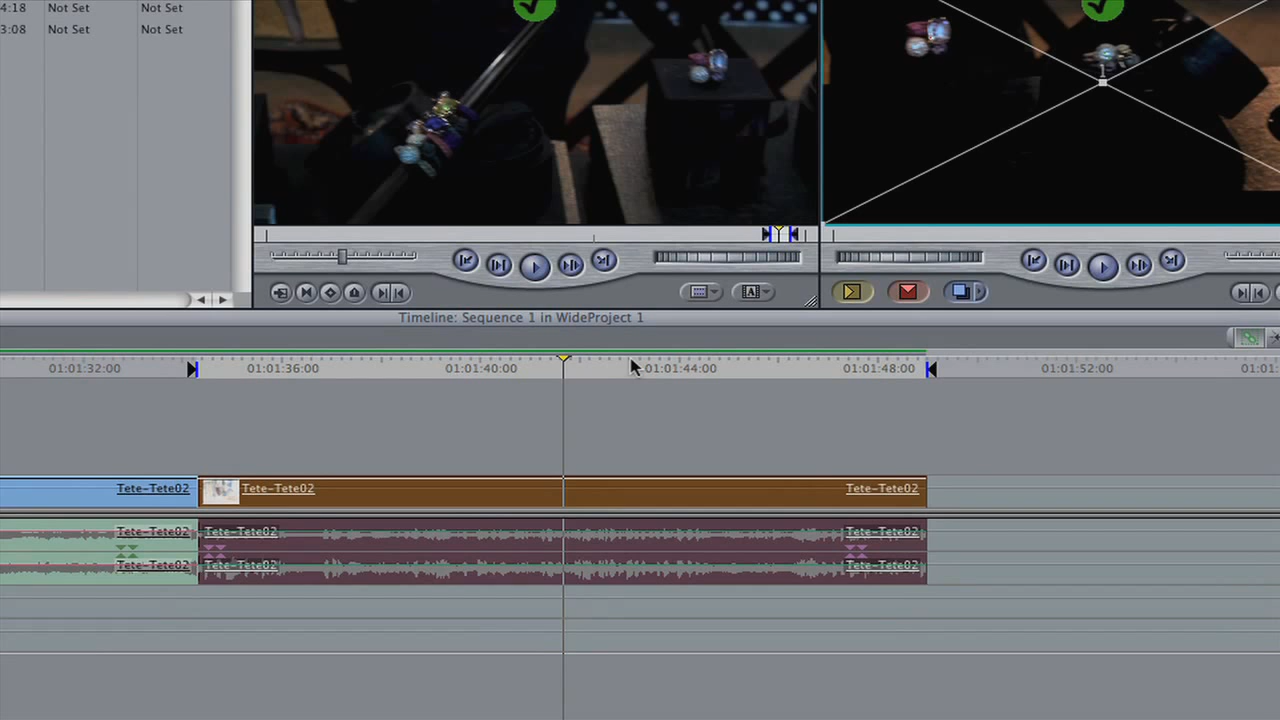 4:18 Not Set Not Set
3:08 Not Set Not Set
1
A
Timeline: Sequence 1 in WideProject 1
01:01:32:00 01:01:36:00 01:01:40:00 01:01:44:00 01:01:48:00 01:01:52:00 01:01:
Tete-Tete02 Tete-Tete02 Tete-Tete02
Tete-Tete02 Tete-Tete02 Tete-Tete02
Tete-Tete02 Tete-Tete02 Tete-Tete02